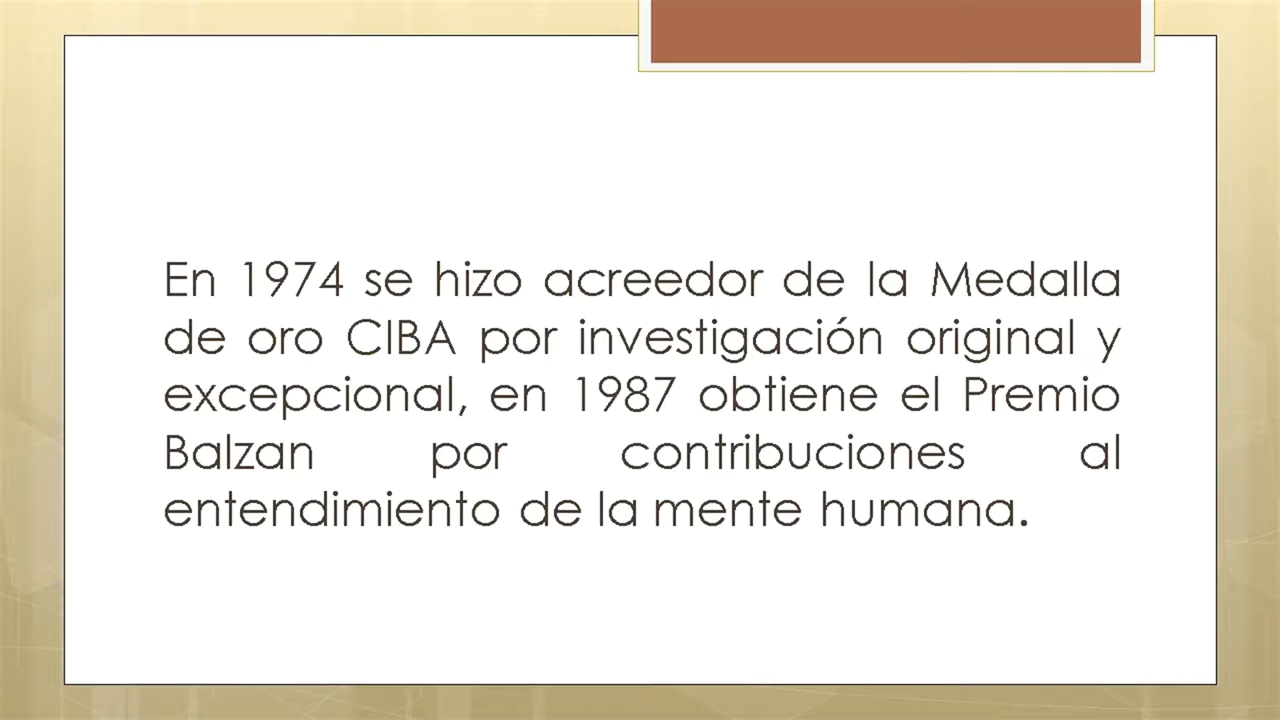 En 1974 se hizo acreedor de la Medalla
de oro CIBA por investigación original y
excepcional, en 1987 obtiene el Premio
Balzan por contribuciones al
entendimiento de la mente humana.